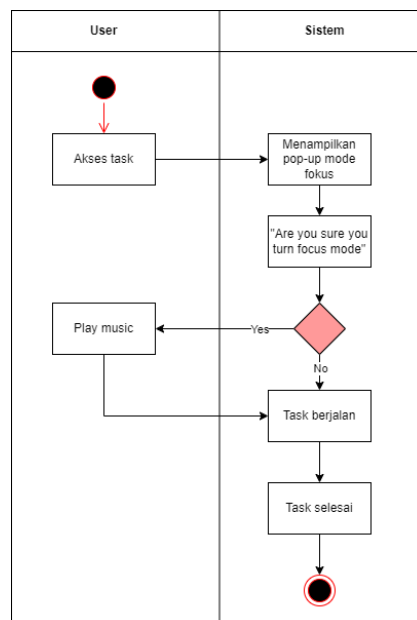 User
Sistem
Akses task
Menampilkan
pop-up mode
fokus
"Are you sure you
turn focus mode"
Play music
Yes
No
Task berjalan
Task selesai